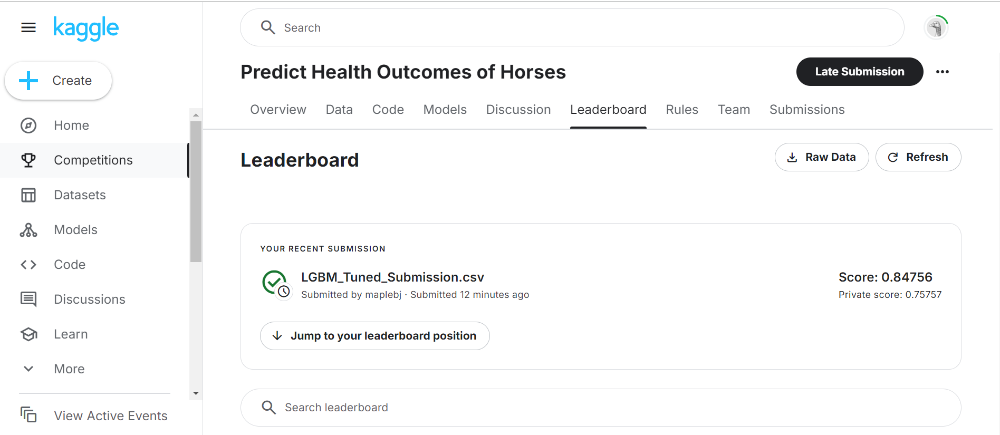 kaggle
Search
Create
Home
Competitions
Datasets
Models
Code
Discussions
Learn
More
View Active Events
Predict Health Outcomes of Horses
Late Submission
Overview Data Code Models Discussion Leaderboard Rules Team Submissions
Leaderboard
Raw Data
Refresh
YOUR RECENT SUBMISSION
LGBM_Tuned_Submission.csv
Submitted by maplebj · Submitted 12 minutes ago
Score: 0.84756
Private score: 0.75757
Jump to your leaderboard position
Search leaderboard